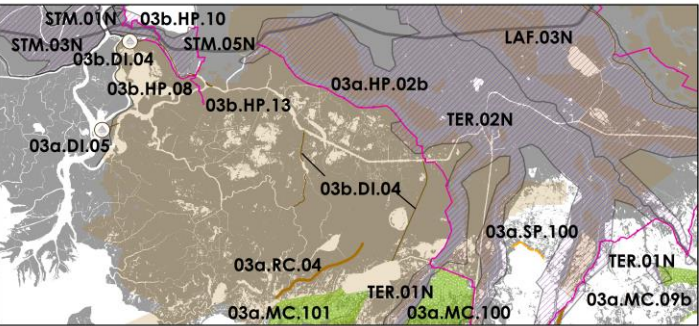 STM.01N
03b.HP.10
STM.03N
STM.05N
LAF.03N
03b.DI.04
03b.HP.08
03a.HP.02b
03b.HP.13
TER.02N
03a.DI.05
03b.DI.04
03a.SP.100
03a.RC.04
TER.01N
TER.01N
03a.MC.101
03a.MC.100
03a.MC.09b